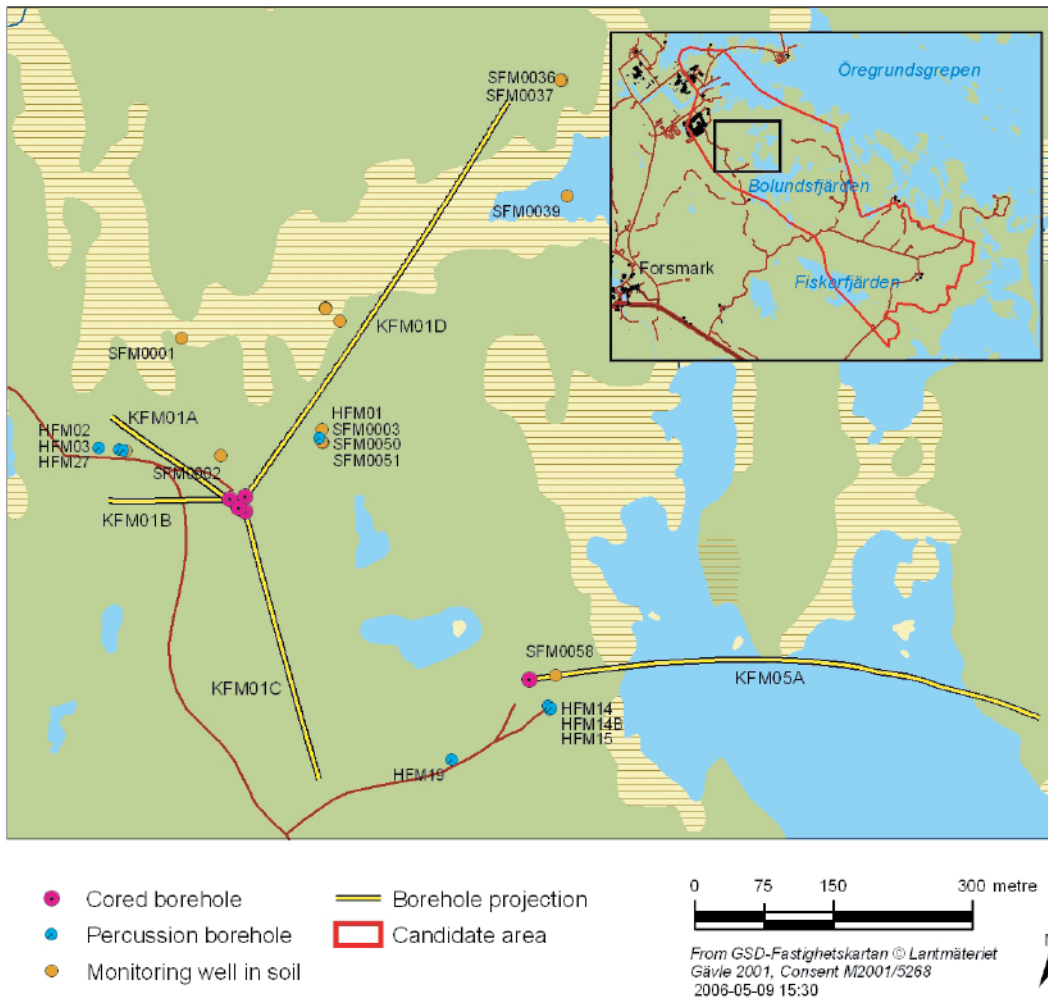 SFM0036
SFM0037
Öregrundsgrepen
Bolundsfjärden
SFM0039
Forsmark
Fiskarfjärden
KFM01D
SFM0001
KFM01A
HFM01
SFM0003
SFM0050
SFM0051
HFM02
HFM03
HFM27
SFM0002
KFM01B
SFM0058
KFM05A
KFM01C
HFM14
HFM14B
HFM15
HFM19
Cored borehole
Percussion borehole
Monitoring well in soil
Borehole projection
Candidate area
0 75 150 300 metre
From GSD-Fastighetskartan © Lantmäteriet
Gävle 2001, Consent M2001/5268
2006-05-09 15:30